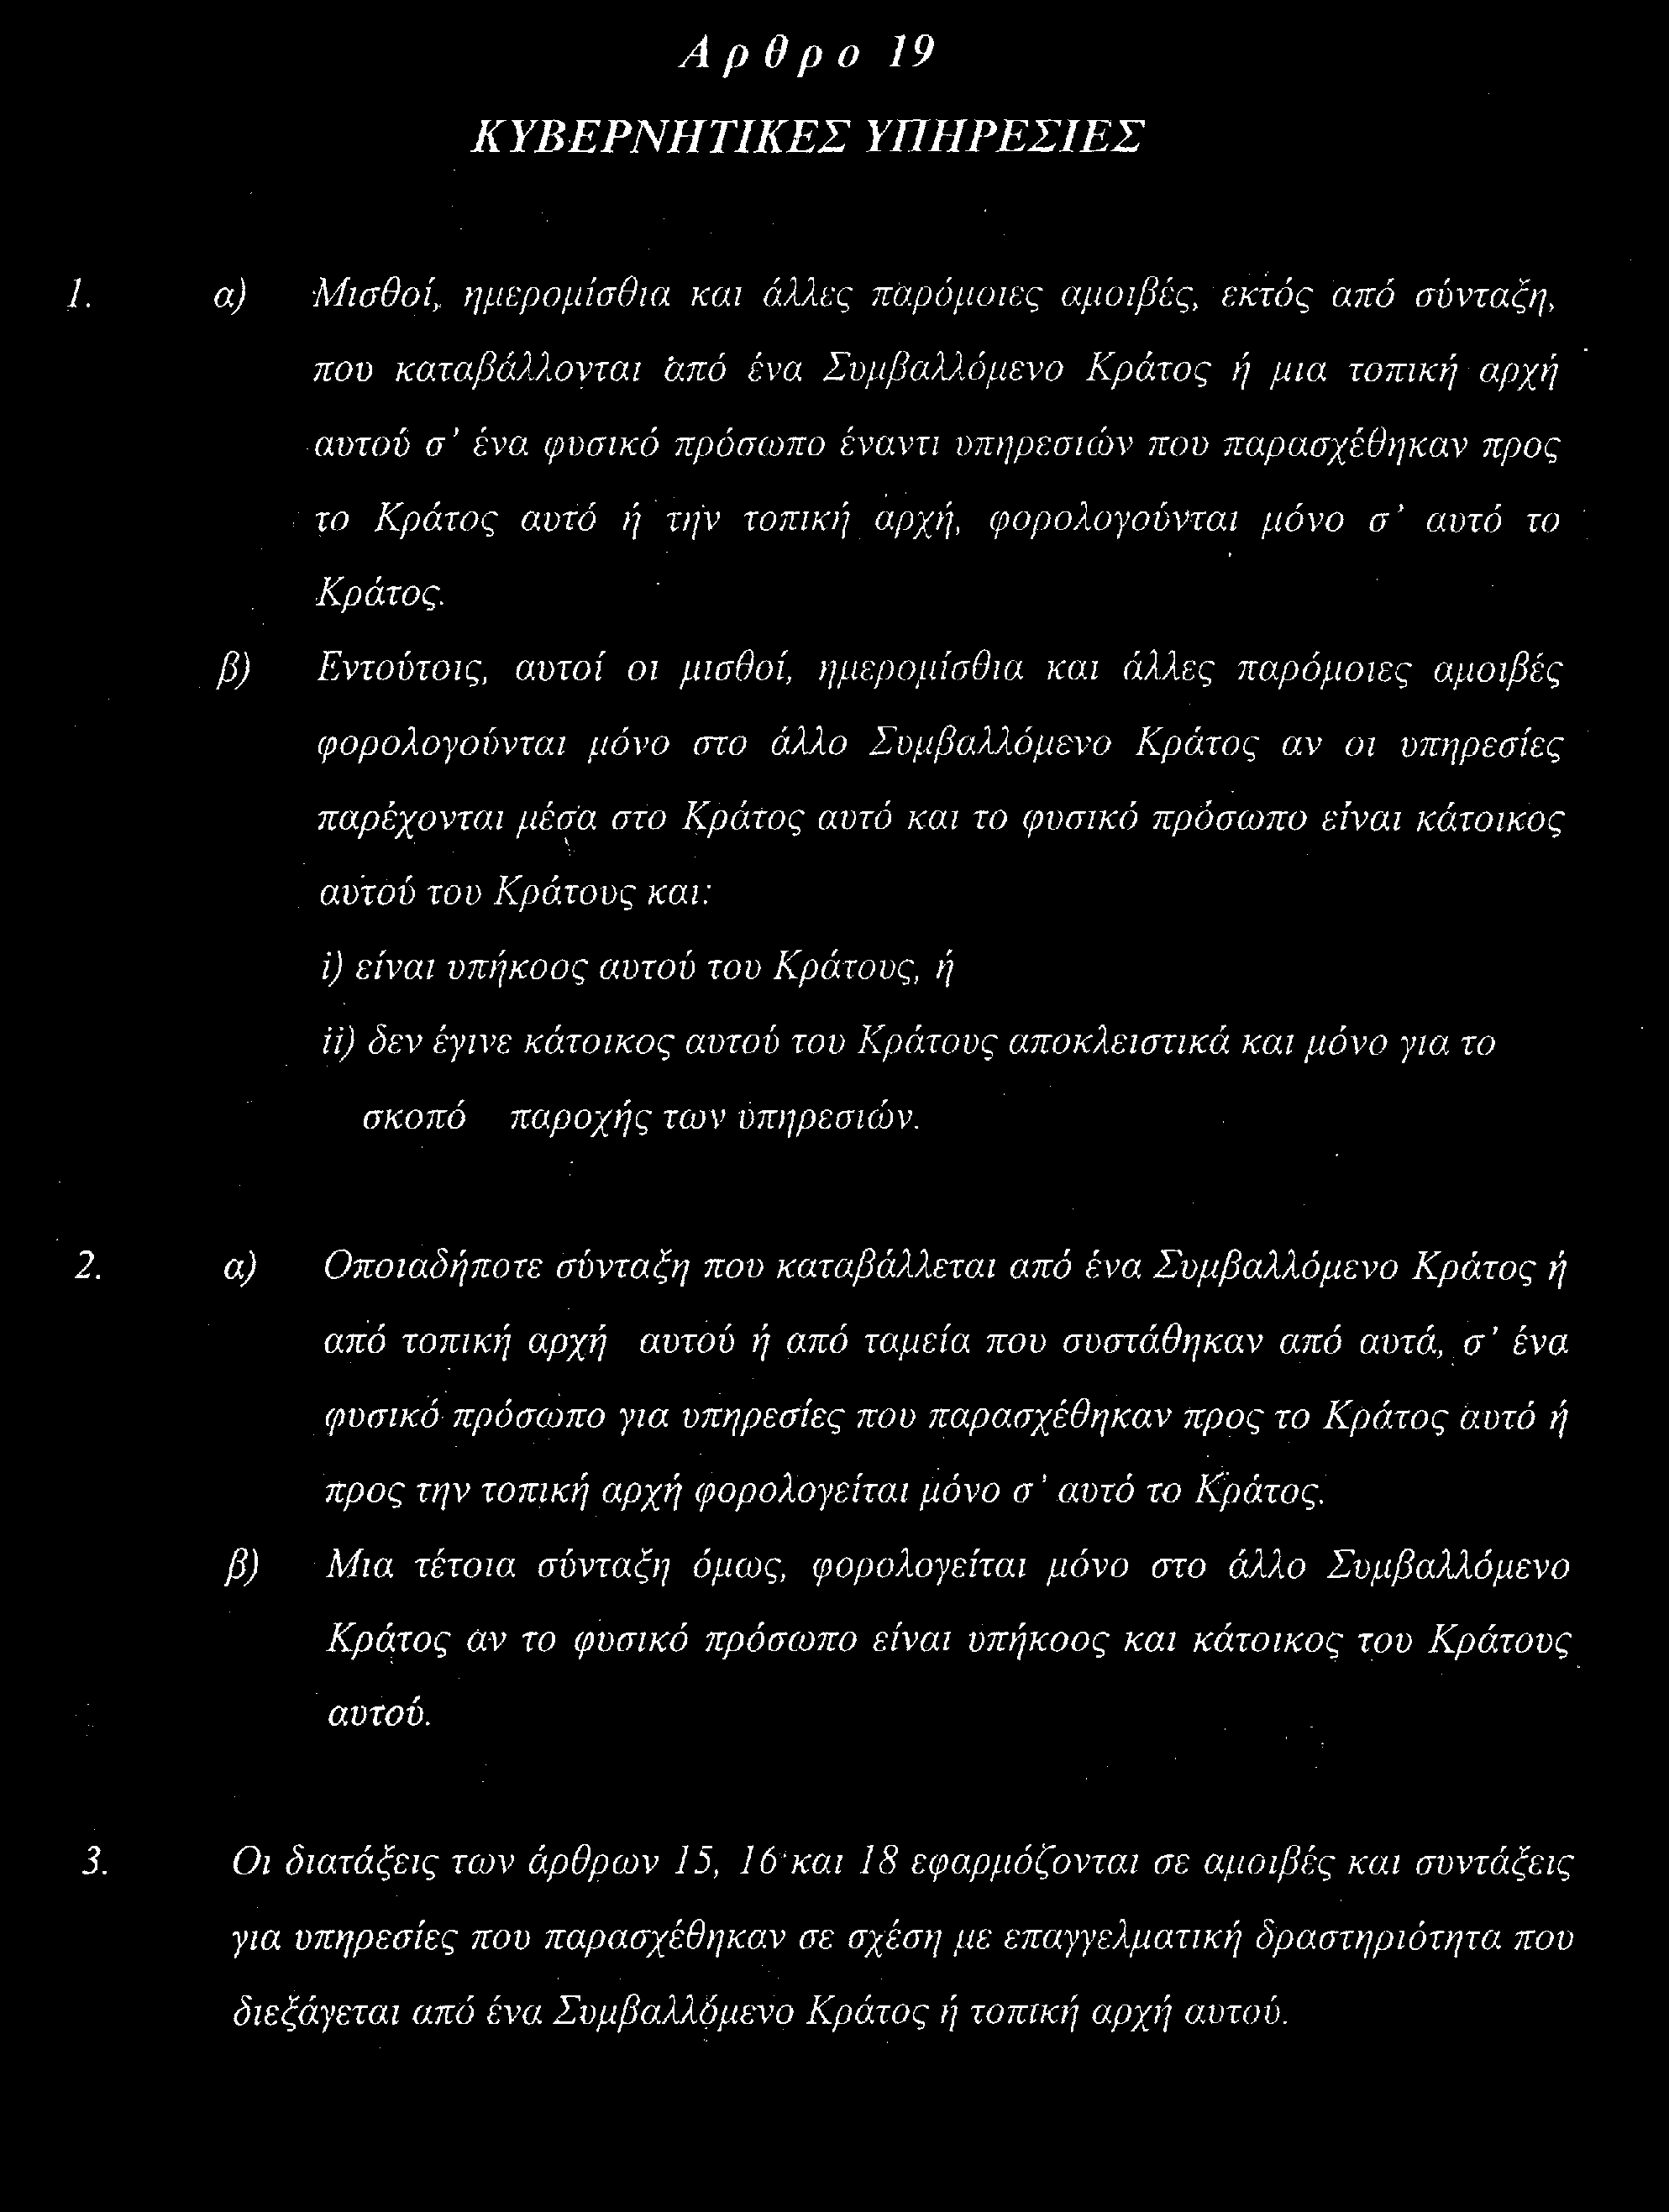 Αρθρο 19
ΚΥΒΕΡΝΗΤΙΚΕΣ ΥΠΗΡΕΣΙΕΣ
1. α) Μισθοί, ημερομίσθια και άλλες παρόμοιες αμοιβές, εκτός από σύνταξη,
που καταβάλλονται από ένα Συμβαλλόμενο Κράτος ή μια τοπική αρχή
αυτού σ’ ένα φυσικό πρόσωπο έναντι υπηρεσιών που παρασχέθηκαν προς
το Κράτος αυτό ή την τοπική αρχή, φορολογούνται μόνο σ’ αυτό το
Κράτος.
β) Εντούτοις, αυτοί οι μισθοί, ημερομίσθια και άλλες παρόμοιες αμοιβές
φορολογούνται μόνο στο άλλο Συμβαλλόμενο Κράτος αν οι υπηρεσίες
παρέχονται μέσα στο Κράτος αυτό και το φυσικό πρόσωπο είναι κάτοικος
αυτού του Κράτους και:
i) είναι υπήκοος αυτού του Κράτους, ή
ii) δεν έγινε κάτοικος αυτού του Κράτους αποκλειστικά και μόνο για το
σκοπό παροχής των υπηρεσιών.
2. α) Οποιαδήποτε σύνταξη που καταβάλλεται από ένα Συμβαλλόμενο Κράτος ή
από τοπική αρχή αυτού ή από ταμεία που συστάθηκαν από αυτά, σ’ ένα
φυσικό πρόσωπο για υπηρεσίες που παρασχέθηκαν προς το Κράτος αυτό ή
προς την τοπική αρχή φορολογείται μόνο σ’ αυτό το Κράτος.
β) Μια τέτοια σύνταξη όμως, φορολογείται μόνο στο άλλο Συμβαλλόμενο
Κράτος αν το φυσικό πρόσωπο είναι υπήκοος και κάτοικος του Κράτους
αυτού.
3. Οι διατάξεις των άρθρων 15, 16 και 18 εφαρμόζονται σε αμοιβές και συντάξεις
για υπηρεσίες που παρασχέθηκαν σε σχέση με επαγγελματική δραστηριότητα που
διεξάγεται από ένα Συμβαλλόμενο Κράτος ή τοπική αρχή αυτού.